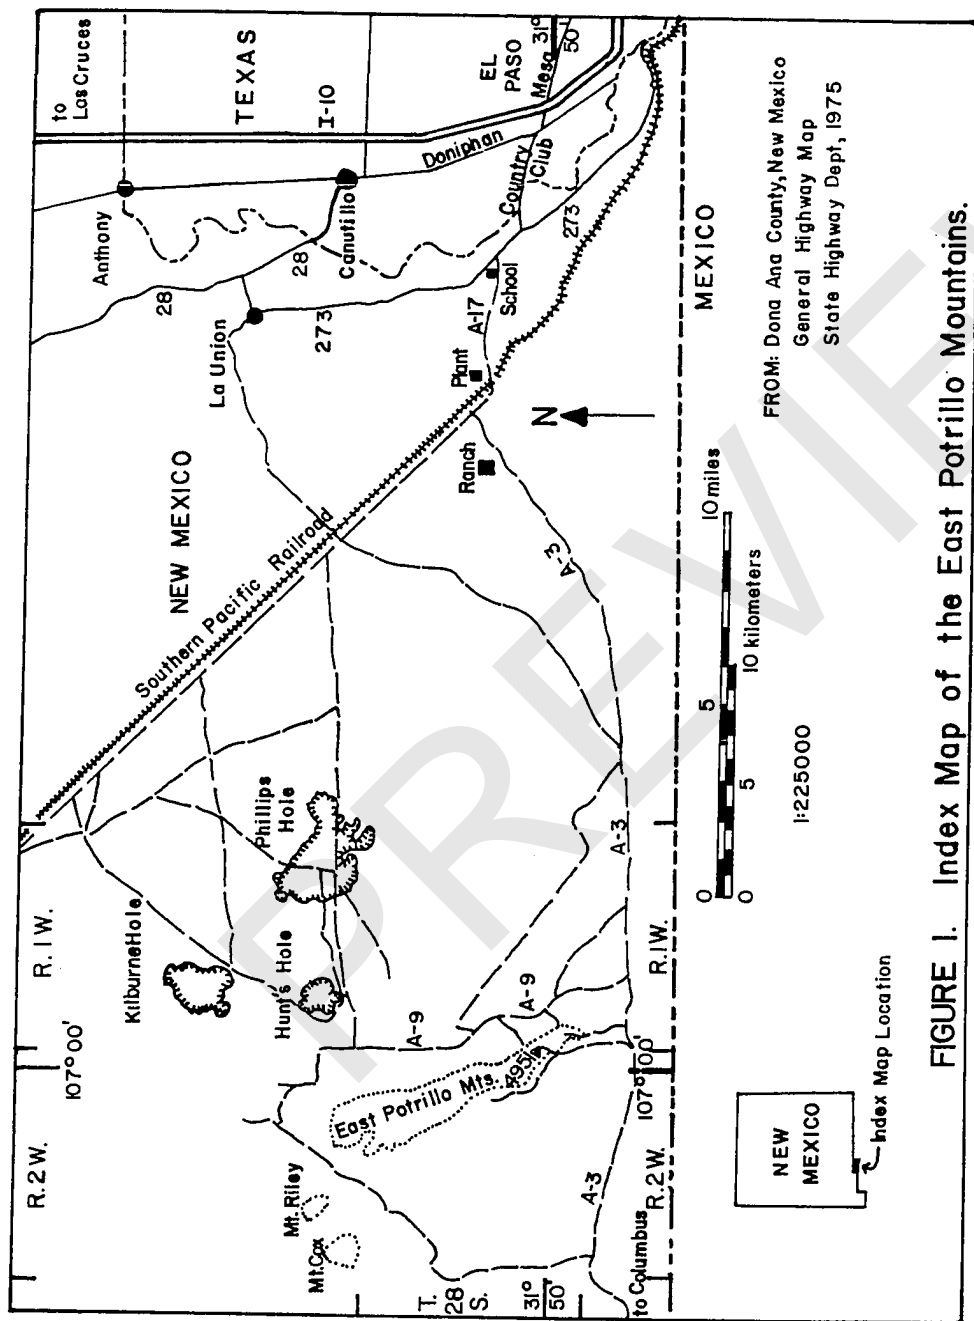 R. 2 W.
R. I W.
107° 00'
to
Las Cruces
TEXAS
I-10
Anthony
28
28
Canutillo
Doniphan
EL
PASO
Mesa
31°
50'
Country
Club
273
La Union
273
A-17
School
Plant
Ranch
NEW MEXICO
Southern Pacific Railroad
Kilburne Hole
Phillips
Hole
Hunt's Hole
Mt. Riley
Mt. Cox
East Potrillo Mts.
4951
A-9
A-9
A-3
A-3
A-3
T.
28
S.
31°
50'
to Columbus
R. 2 W.
107° 00'
R. I W.
MEXICO
N
NEW
MEXICO
Index Map Location
0
5
10 miles
0
5
10 kilometers
1:225000
FROM: Dona Ana County, New Mexico
General Highway Map
State Highway Dept, 1975
FIGURE I. Index Map of the East Potrillo Mountains.
PREVIEW